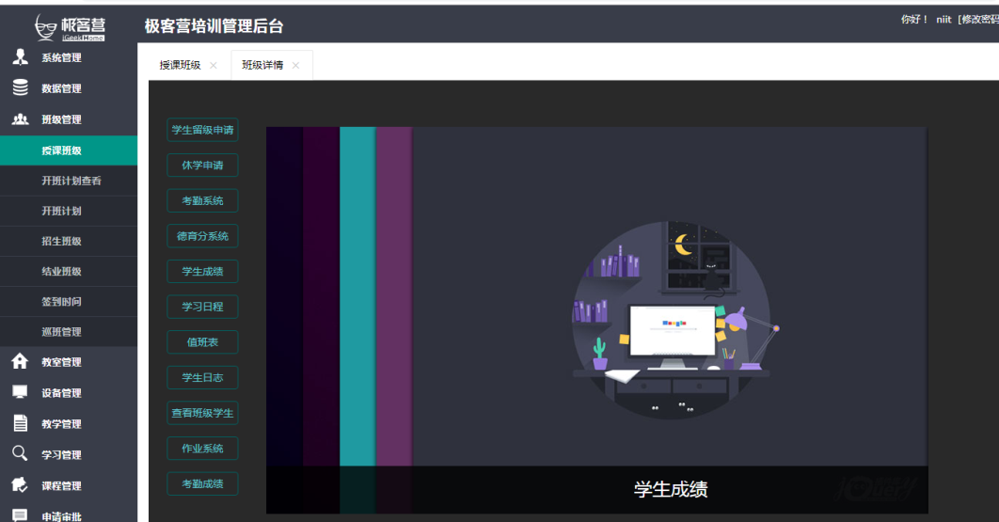 极客营
iGeekHome
极客营培训管理后台
你好！ niit [修改密码
系统管理
数据管理
班级管理
授课班级
开班计划查看
开班计划
招生班级
结业班级
签到时间
巡班管理
教室管理
设备管理
教学管理
学习管理
课程管理
申请审批
授课班级 ×
班级详情 ×
学生留级申请
休学申请
考勤系统
德育分系统
学生成绩
学习日程
值班表
学生日志
查看班级学生
作业系统
考勤成绩
Google
学生成绩